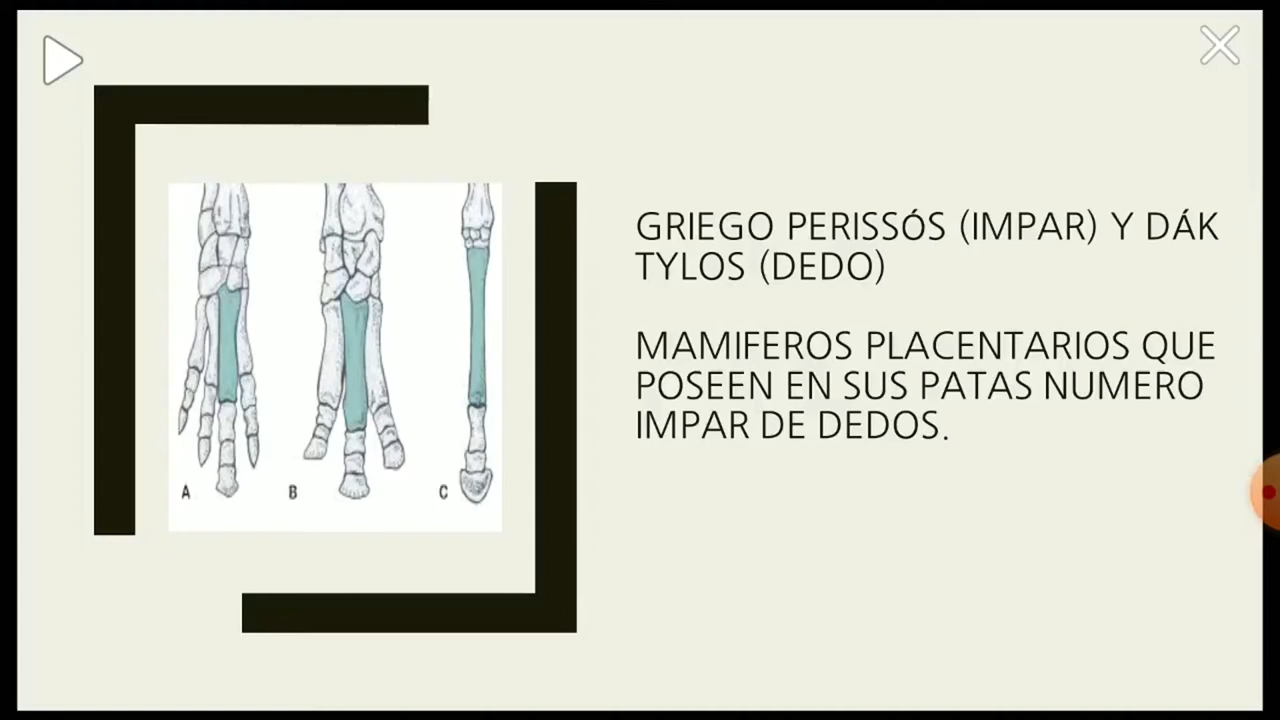 GRIEGO PERISSÓS (IMPAR) Y DÁK
TYLOS (DEDO)
MAMIFEROS PLACENTARIOS QUE
POSEEN EN SUS PATAS NUMERO
IMPAR DE DEDOS.
A B C